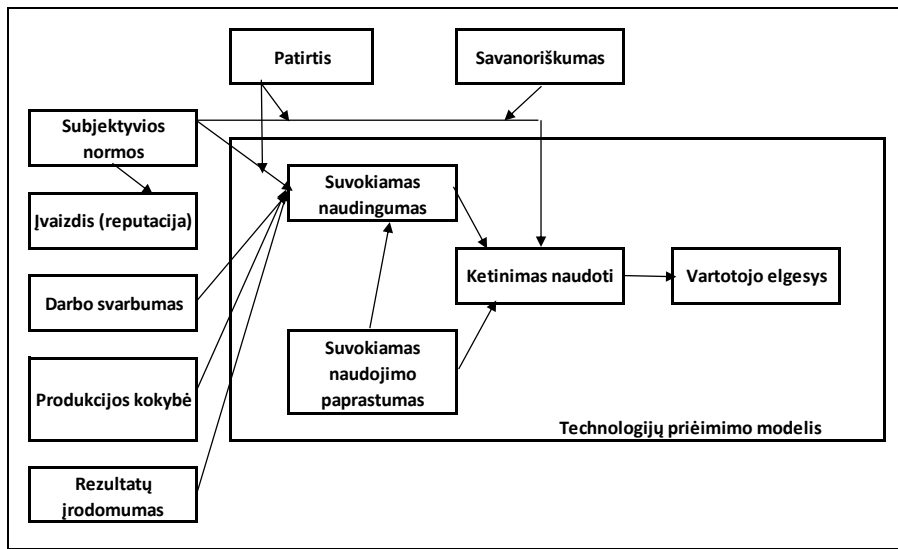 Patirtis
Savanoriškumas
Subjektyvios
normos
Suvokiamas
naudingumas
Įvaizdis (reputacija)
Ketinimas naudoti
Vartotojo elgesys
Darbo svarbumas
Suvokiamas
naudojimo
paprastumas
Produkcijos kokybė
Technologijų priėimimo modelis
Rezultatų
įrodomumas